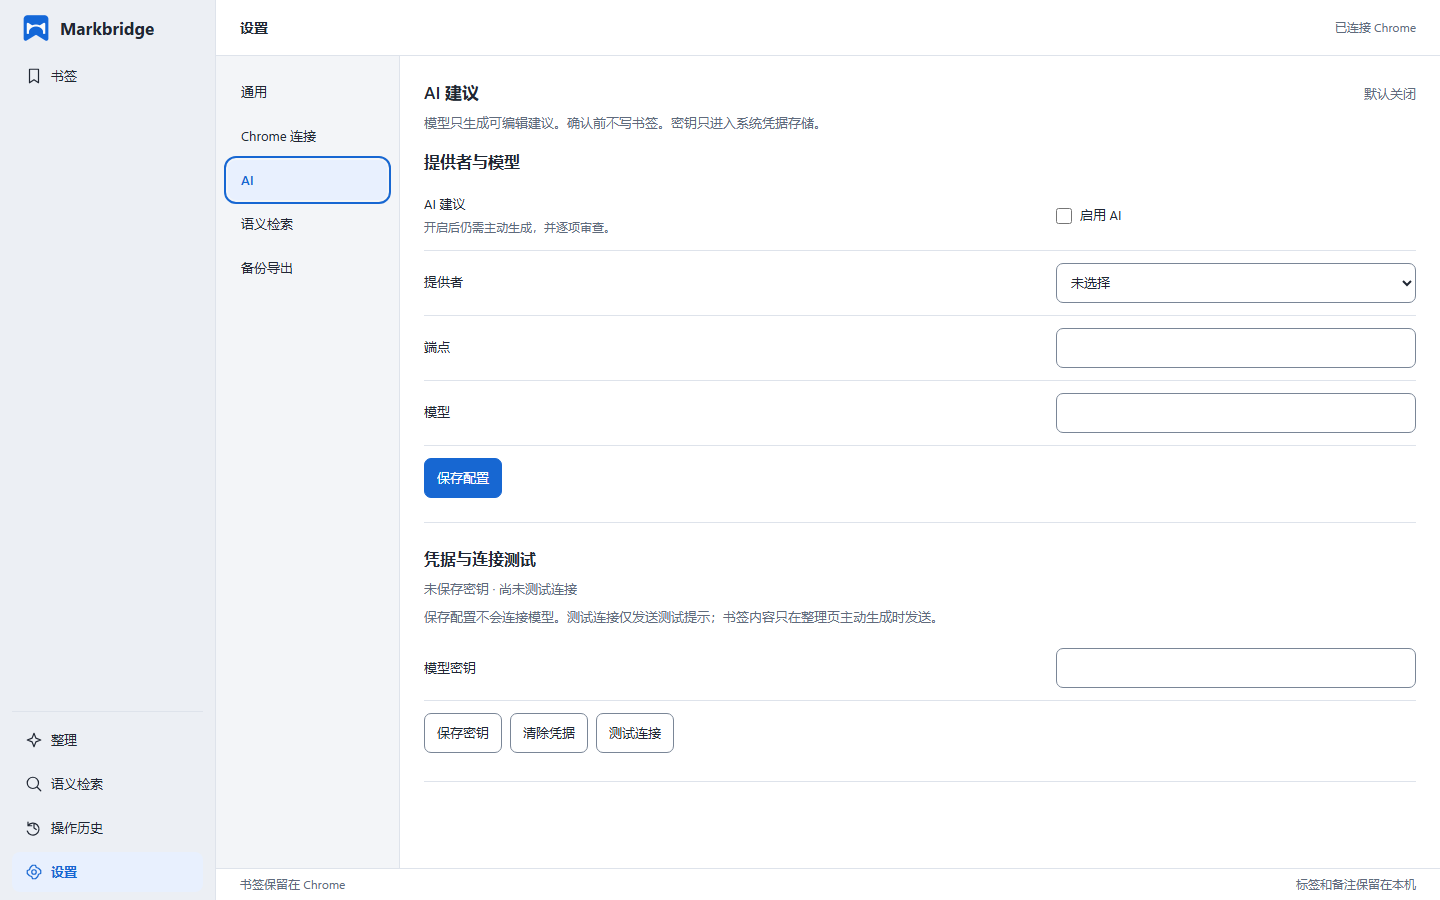 Markbridge
书签
整理
语义检索
操作历史
设置
设置
已连接 Chrome
通用
Chrome 连接
AI
语义检索
备份导出
AI 建议
默认关闭
模型只生成可编辑建议。确认前不写书签。密钥只进入系统凭据存储。
提供者与模型
AI 建议
开启后仍需主动生成，并逐项审查。
启用 AI
提供者
未选择
端点
模型
保存配置
凭据与连接测试
未保存密钥 · 尚未测试连接
保存配置不会连接模型。测试连接仅发送测试提示；书签内容只在整理页主动生成时发送。
模型密钥
保存密钥
清除凭据
测试连接
书签保留在 Chrome
标签和备注保留在本机